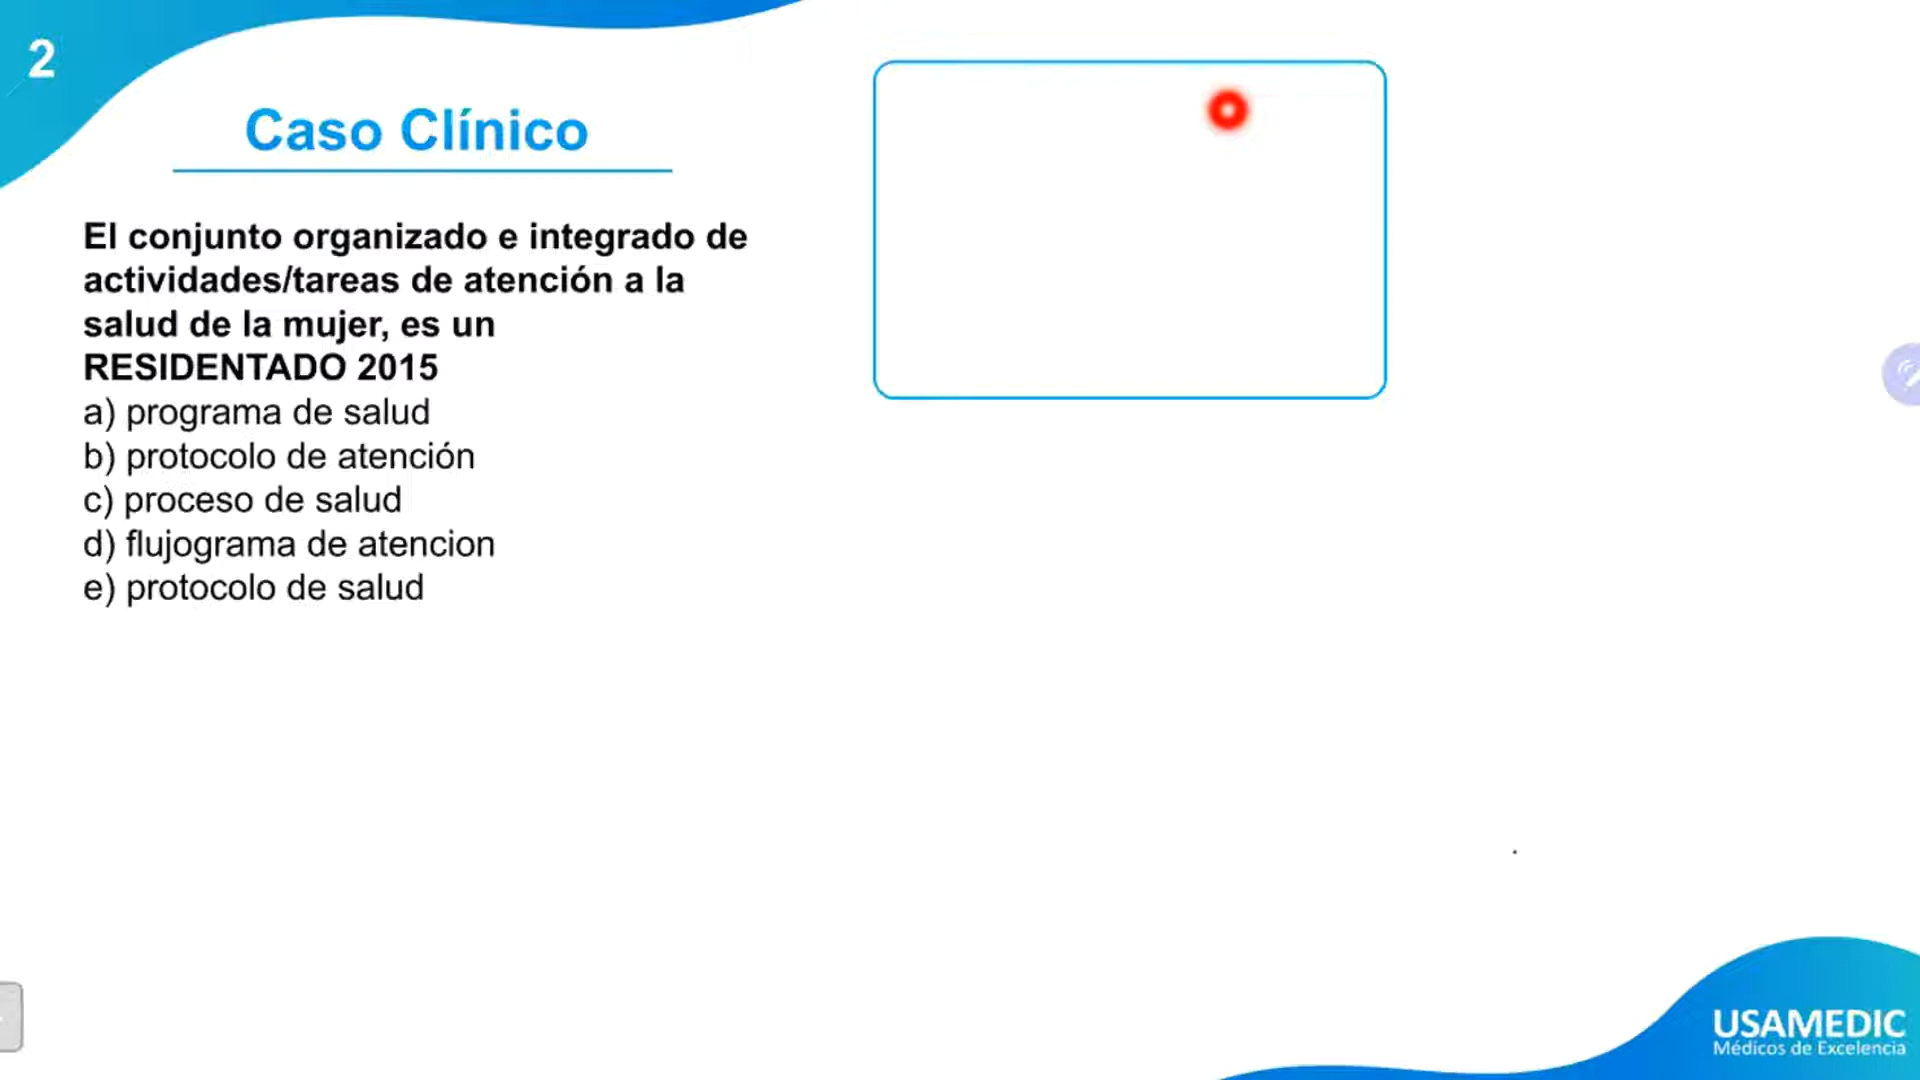 2
Caso Clínico
El conjunto organizado e integrado de
actividades/tareas de atención a la
salud de la mujer, es un
RESIDENTADO 2015
a) programa de salud
b) protocolo de atención
c) proceso de salud
d) flujograma de atencion
e) protocolo de salud
USAMEDIC
Médicos de Excelencia